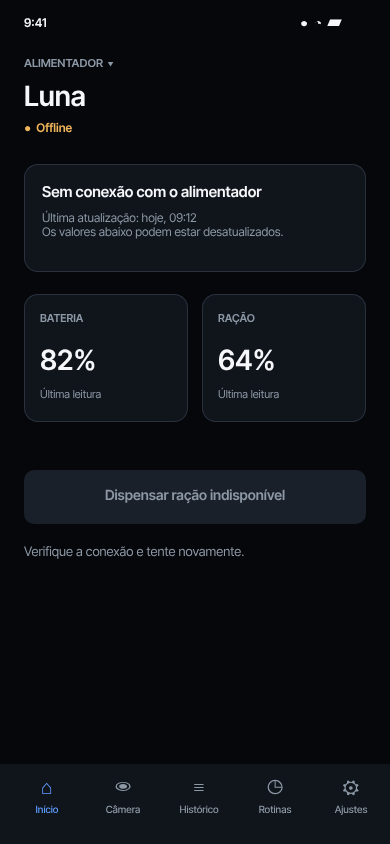 9:41
ALIMENTADOR ▾
Luna
● Offline
Sem conexão com o alimentador
Última atualização: hoje, 09:12
Os valores abaixo podem estar desatualizados.
BATERIA
RAÇÃO
82%
64%
Última leitura
Última leitura
Dispensar ração indisponível
Verifique a conexão e tente novamente.
Início
Câmera
Histórico
Rotinas
Ajustes